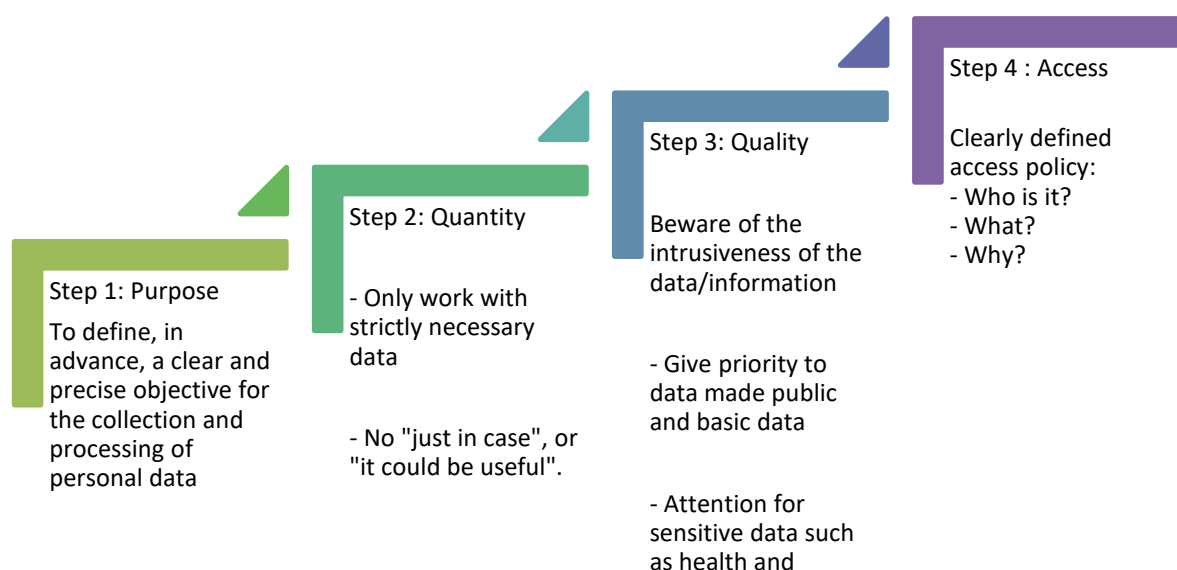 Step 1: Purpose
To define, in
advance, a clear and
precise objective for
the collection and
processing of
personal data
Step 2: Quantity
- Only work with
strictly necessary
data
- No "just in case", or
"it could be useful".
Step 3: Quality
Beware of the
intrusiveness of the
data/information
- Give priority to
data made public
and basic data
- Attention for
sensitive data such
as health and
Step 4 : Access
Clearly defined
access policy:
- Who is it?
- What?
- Why?